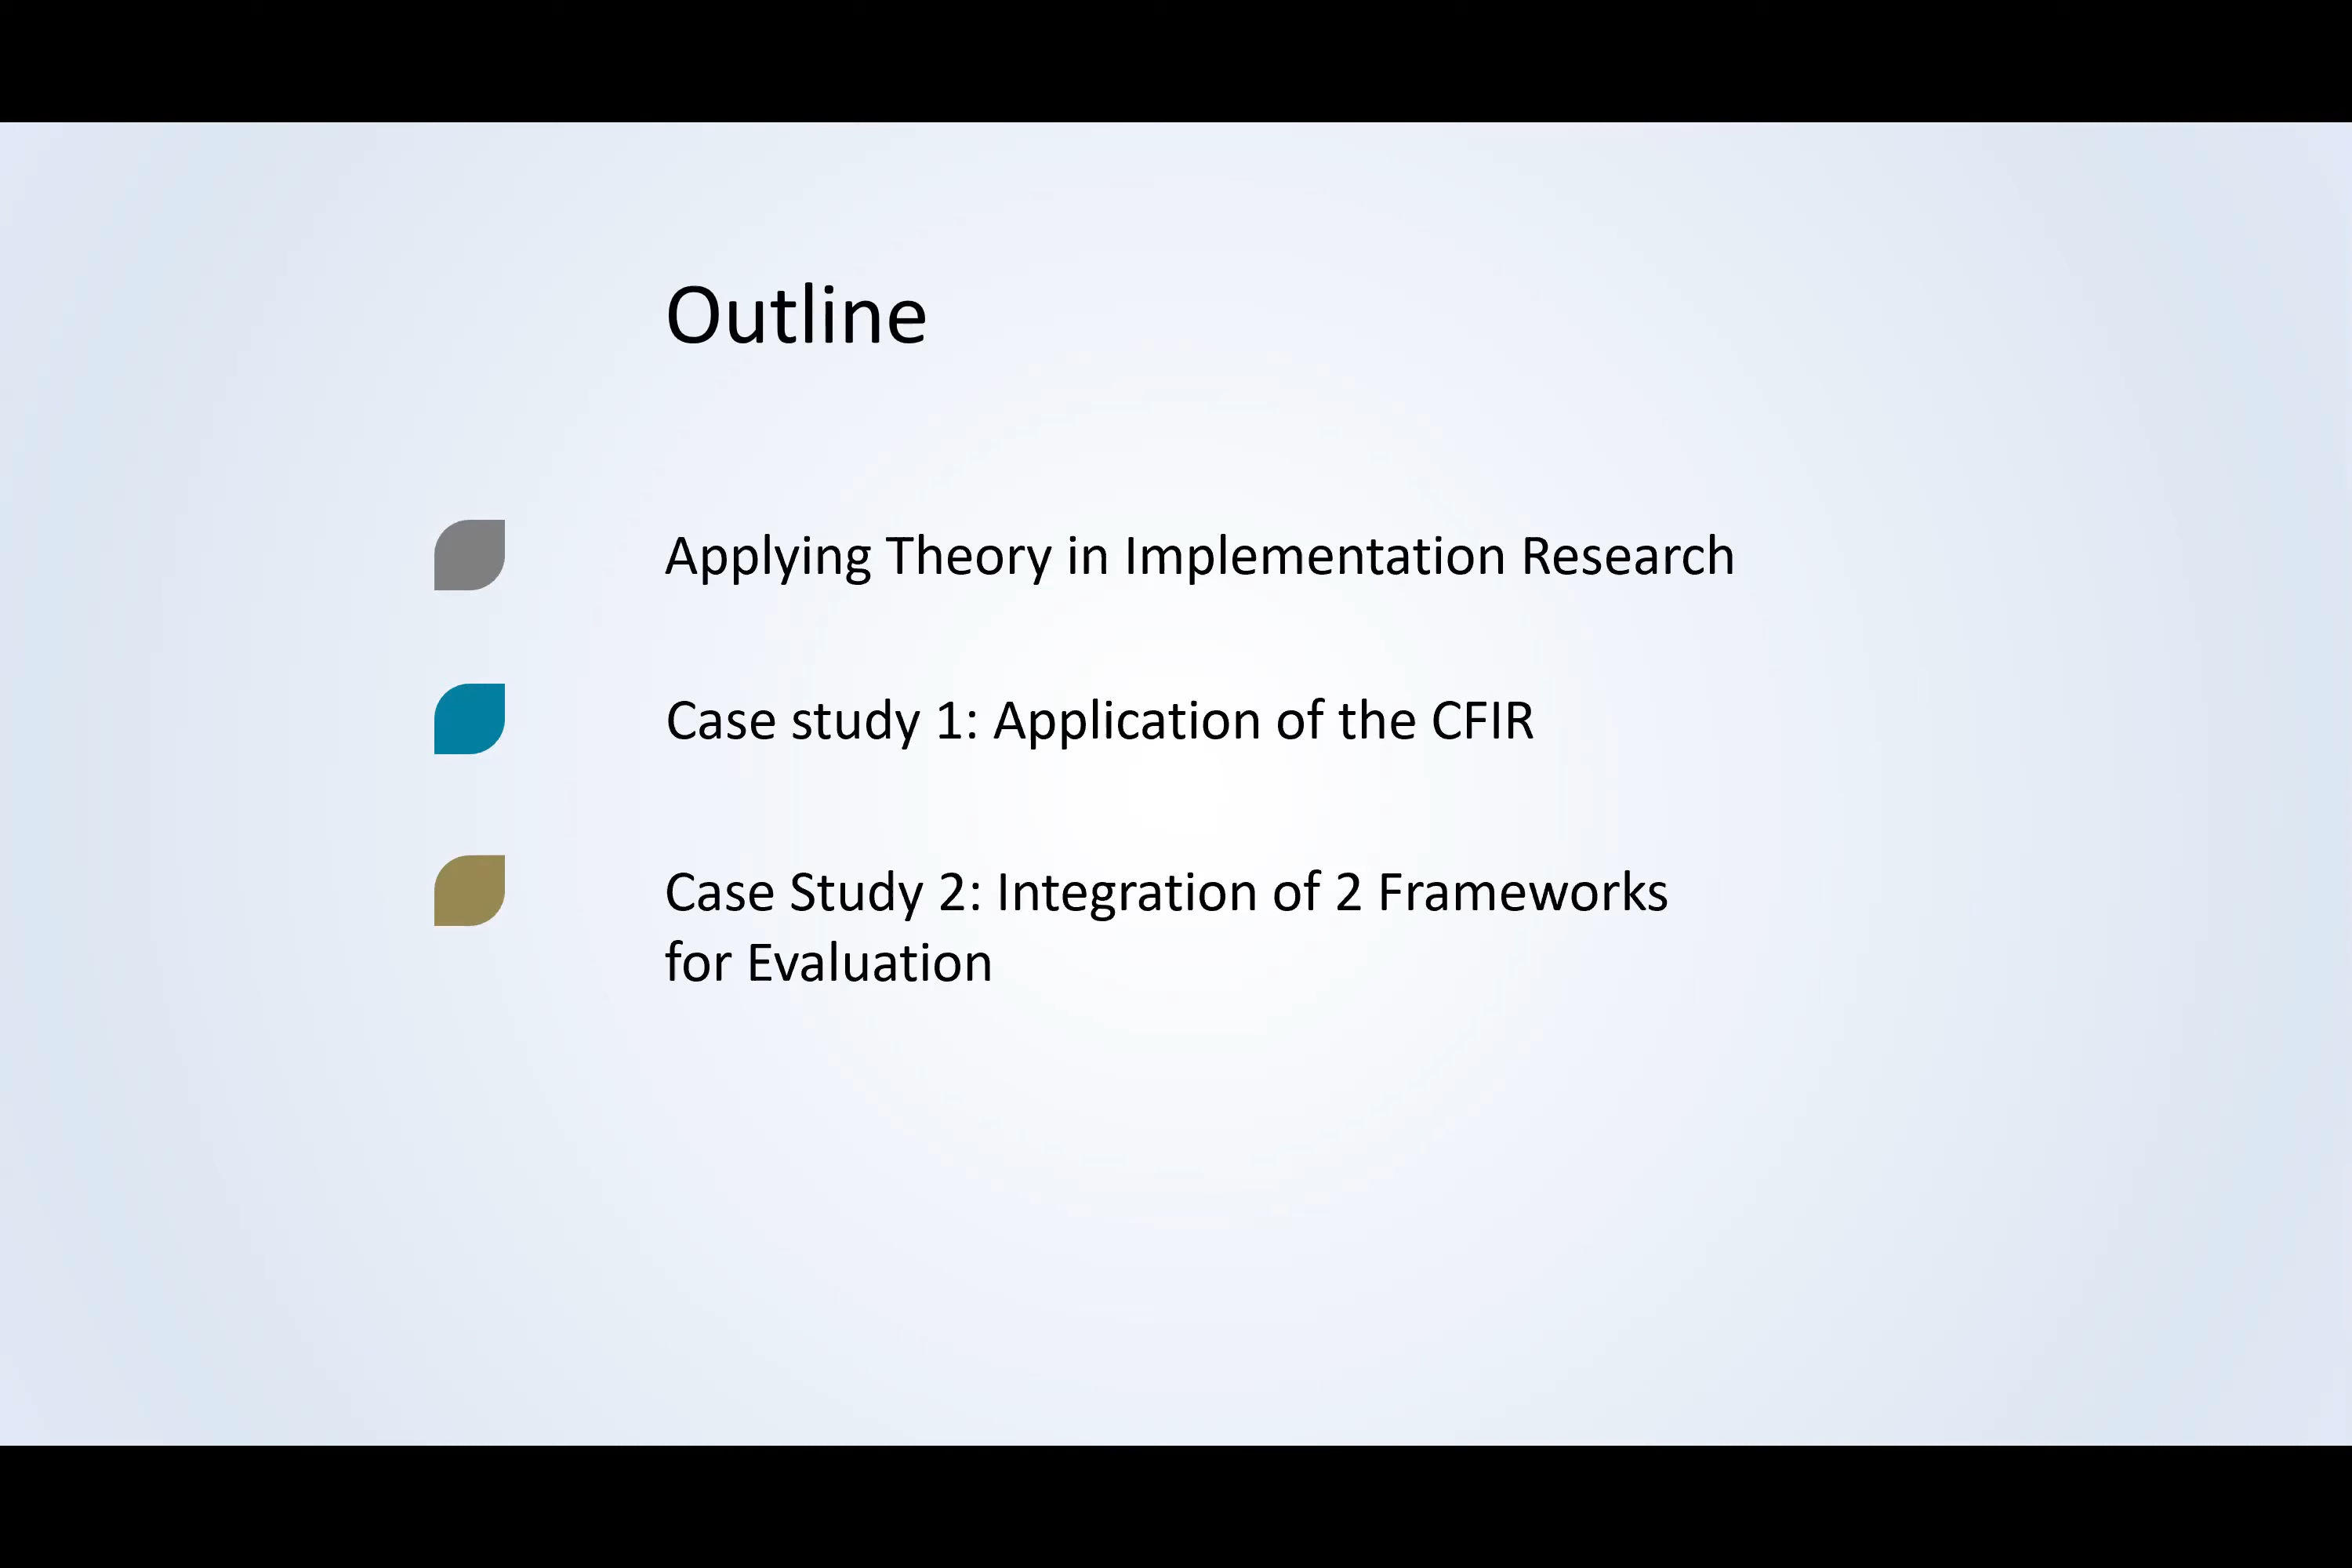 Outline
Applying Theory in Implementation Research
Case study 1: Application of the CFIR
Case Study 2: Integration of 2 Frameworks
for Evaluation